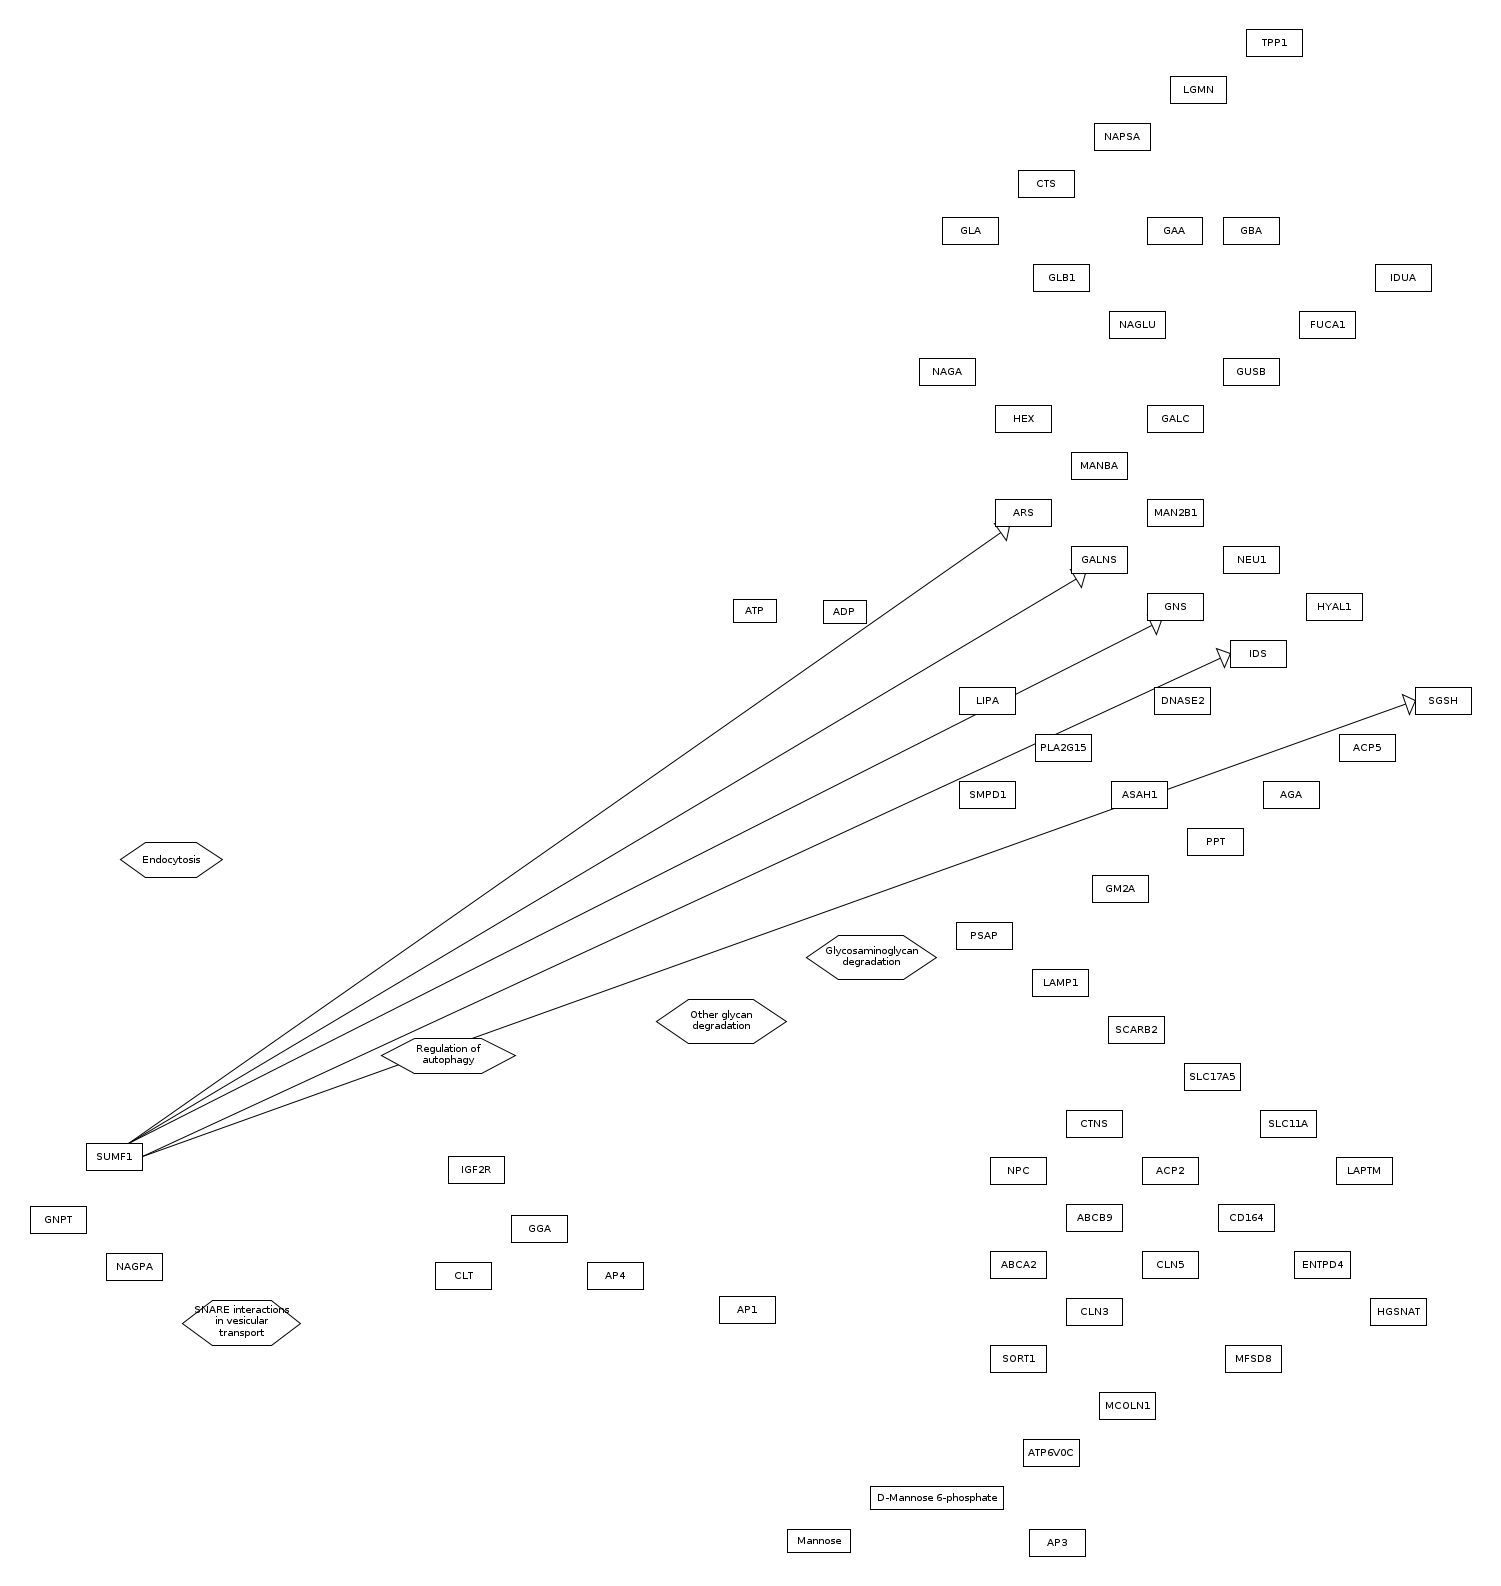 TPP1
LGMN
NAPSA
CTS
GLA
GAA
GBA
GLB1
IDUA
NAGLU
FUCA1
NAGA
GUSB
HEX
GALC
MANBA
ARS
MAN2B1
GALNS
NEU1
ATP
ADP
GNS
HYAL1
IDS
LIPA
DNASE2
SGSH
PLA2G15
ACP5
SMPD1
ASAH1
AGA
PPT
Endocytosis
GM2A
PSAP
Glycosaminoglycan
degradation
LAMP1
Other glycan
degradation
SCARB2
Regulation of
autophagy
SLC17A5
CTNS
SLC11A
SUMF1
IGF2R
NPC
ACP2
LAPTM
GNPT
GGA
ABCB9
CD164
NAGPA
CLT
AP4
ABCA2
CLN5
ENTPD4
SNARE interactions
in vesicular
transport
AP1
CLN3
HGSNAT
SORT1
MFSD8
MCOLN1
ATP6V0C
D-Mannose 6-phosphate
Mannose
AP3